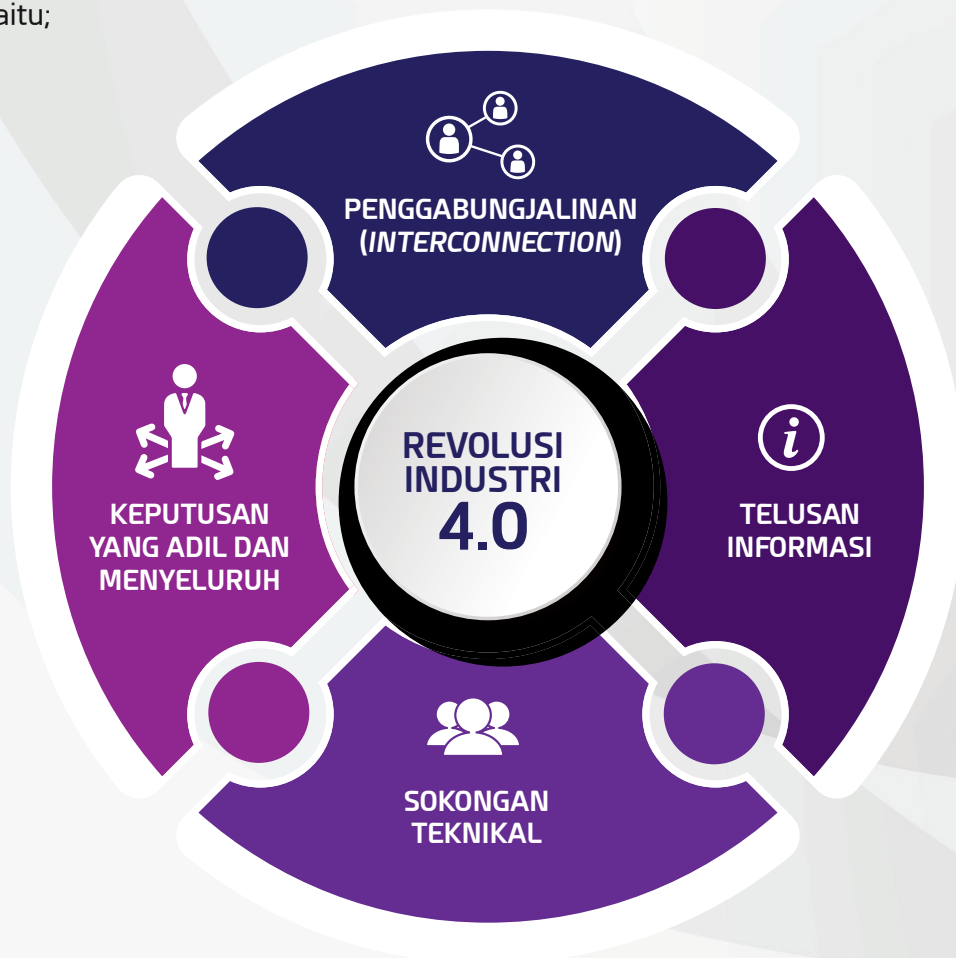 aitu;
PENGGABUNGJALINAN
(INTERCONNECTION)
REVOLUSI
INDUSTRI
4.0
KEPUTUSAN
YANG ADIL DAN
MENYELURUH
i
TELUSAN
INFORMASI
SOKONGAN
TEKNIKAL